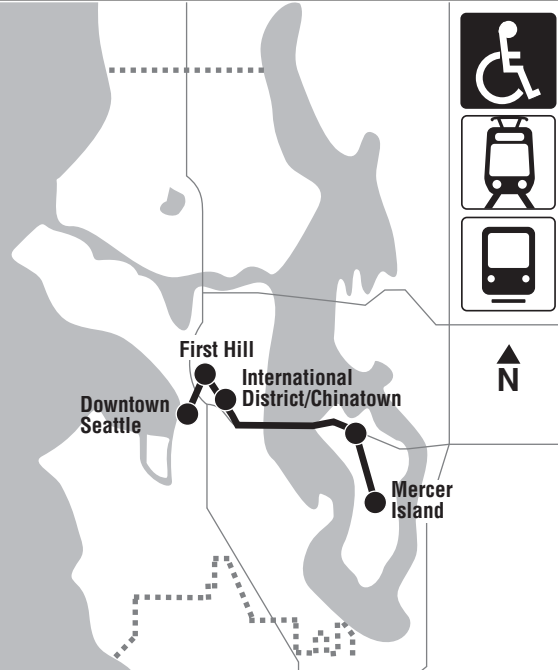 N
First Hill
International
District/Chinatown
Downtown
Seattle
Mercer
Island